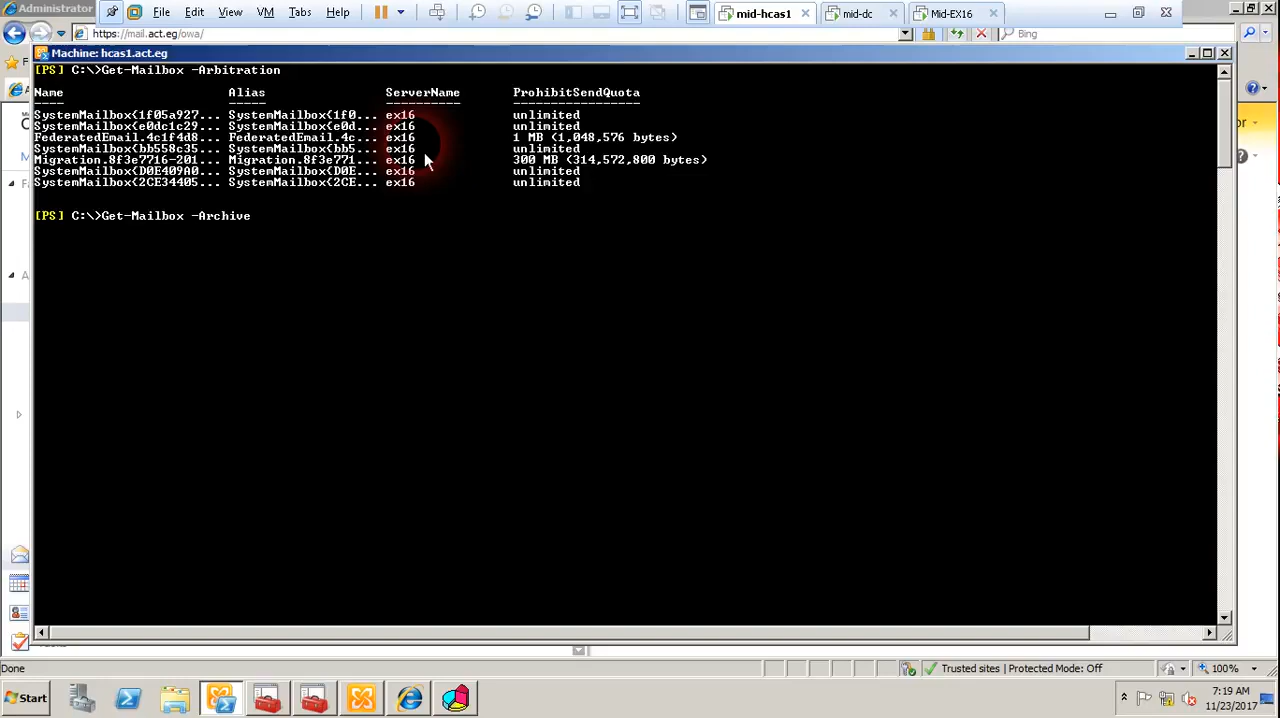 Administrator
File Edit View VM Tabs Help
mid-hcas1
mid-dc
Mid-EX16
https://mail.act.eg/owa/
Bing
Machine: hcas1.act.eg
[PS] C:\>Get-Mailbox -Arbitration
Name Alias ServerName ProhibitSendQuota
---- ----- ---------- -----------------
SystemMailbox{1f05a927... SystemMailbox{1f0... ex16 unlimited
SystemMailbox{e0dc1c29... SystemMailbox{e0d... ex16 unlimited
FederatedEmail.4c1f4d8... FederatedEmail.4c... ex16 1 MB (1,048,576 bytes)
SystemMailbox{bb558c35... SystemMailbox{bb5... ex16 unlimited
Migration.8f3e7716-201... Migration.8f3e771... ex16 300 MB (314,572,800 bytes)
SystemMailbox{D0E409A0... SystemMailbox{D0E... ex16 unlimited
SystemMailbox{2CE34405... SystemMailbox{2CE... ex16 unlimited
[PS] C:\>Get-Mailbox -Archive
Done
Trusted sites | Protected Mode: Off
100%
Start
7:19 AM
11/23/2017